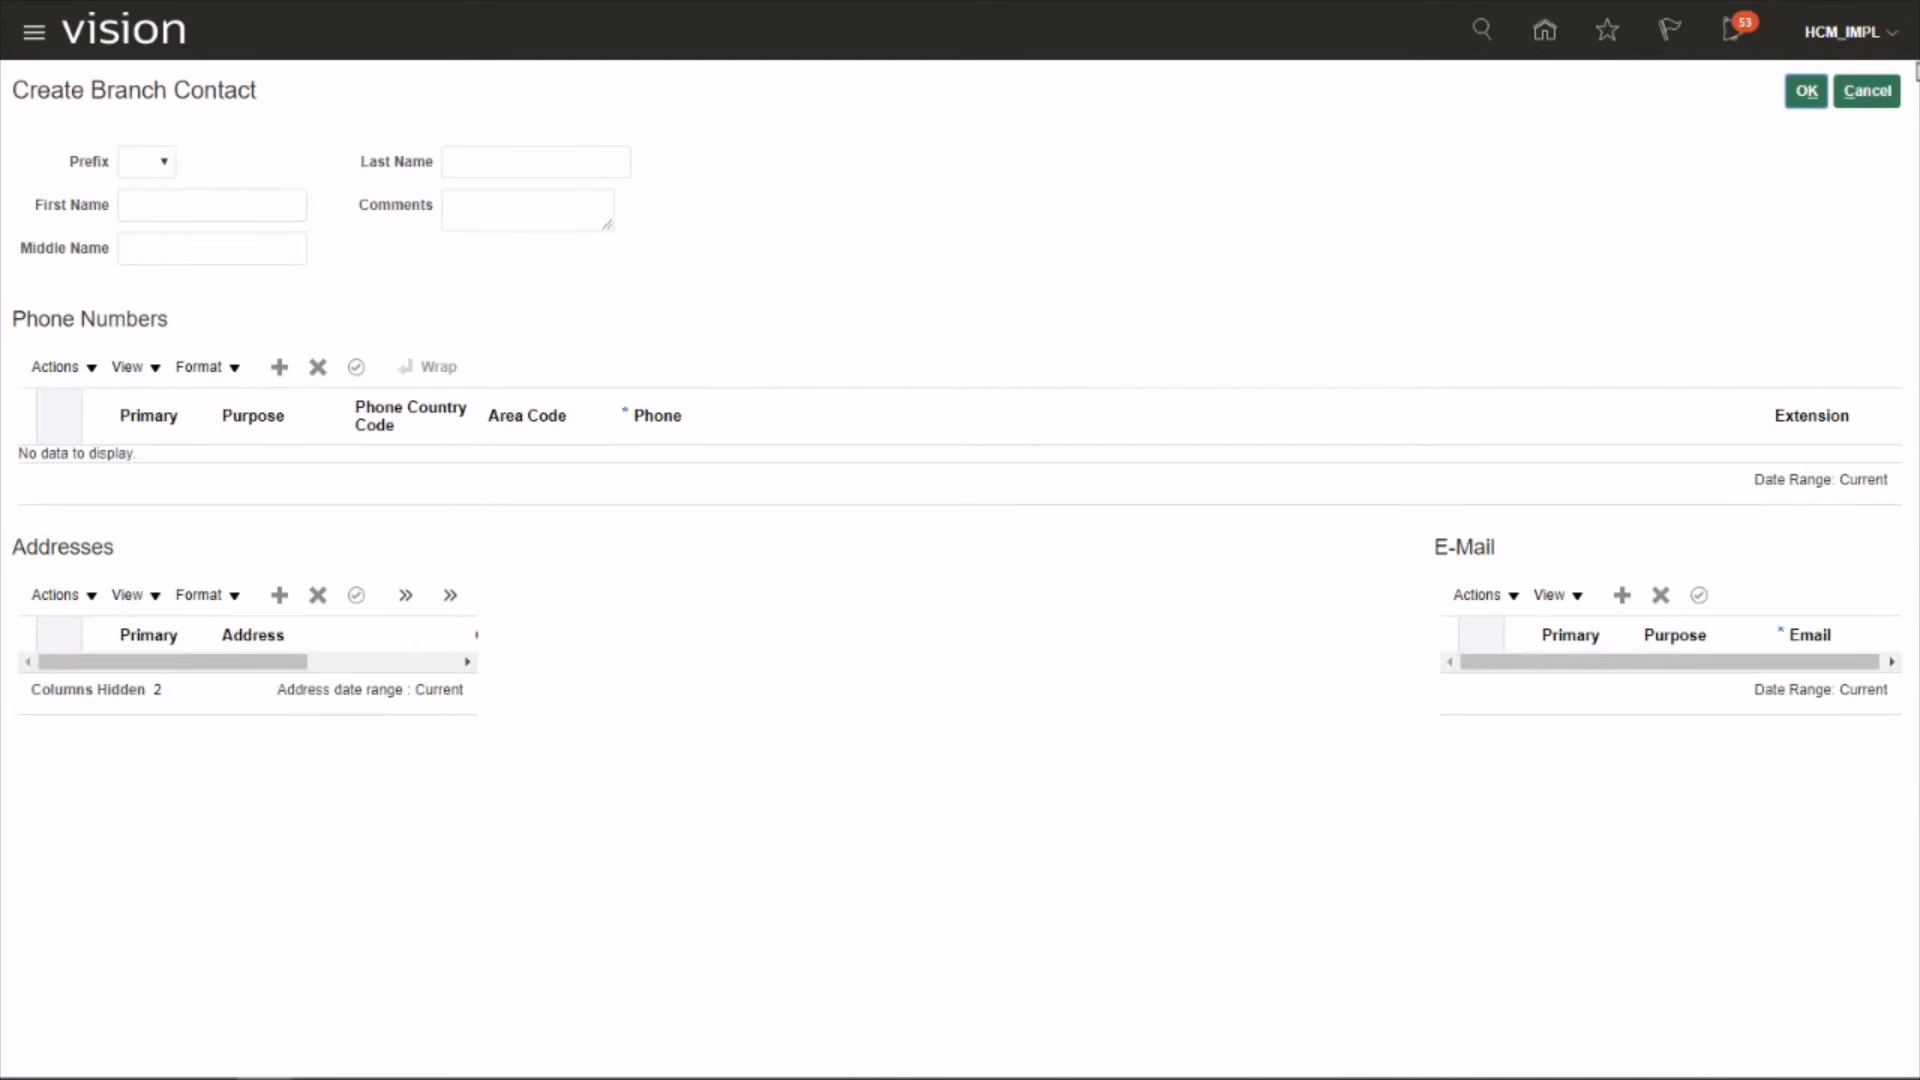 vision
53
HCM_IMPL
Create Branch Contact
OK Cancel
Prefix
Last Name
First Name
Comments
Middle Name
Phone Numbers
Actions View Format Wrap
Primary Purpose Phone Country Code Area Code * Phone Extension
No data to display.
Date Range: Current
Addresses
E-Mail
Actions View Format
Actions View
Primary Address
Primary Purpose * Email
Columns Hidden 2 Address date range : Current
Date Range: Current